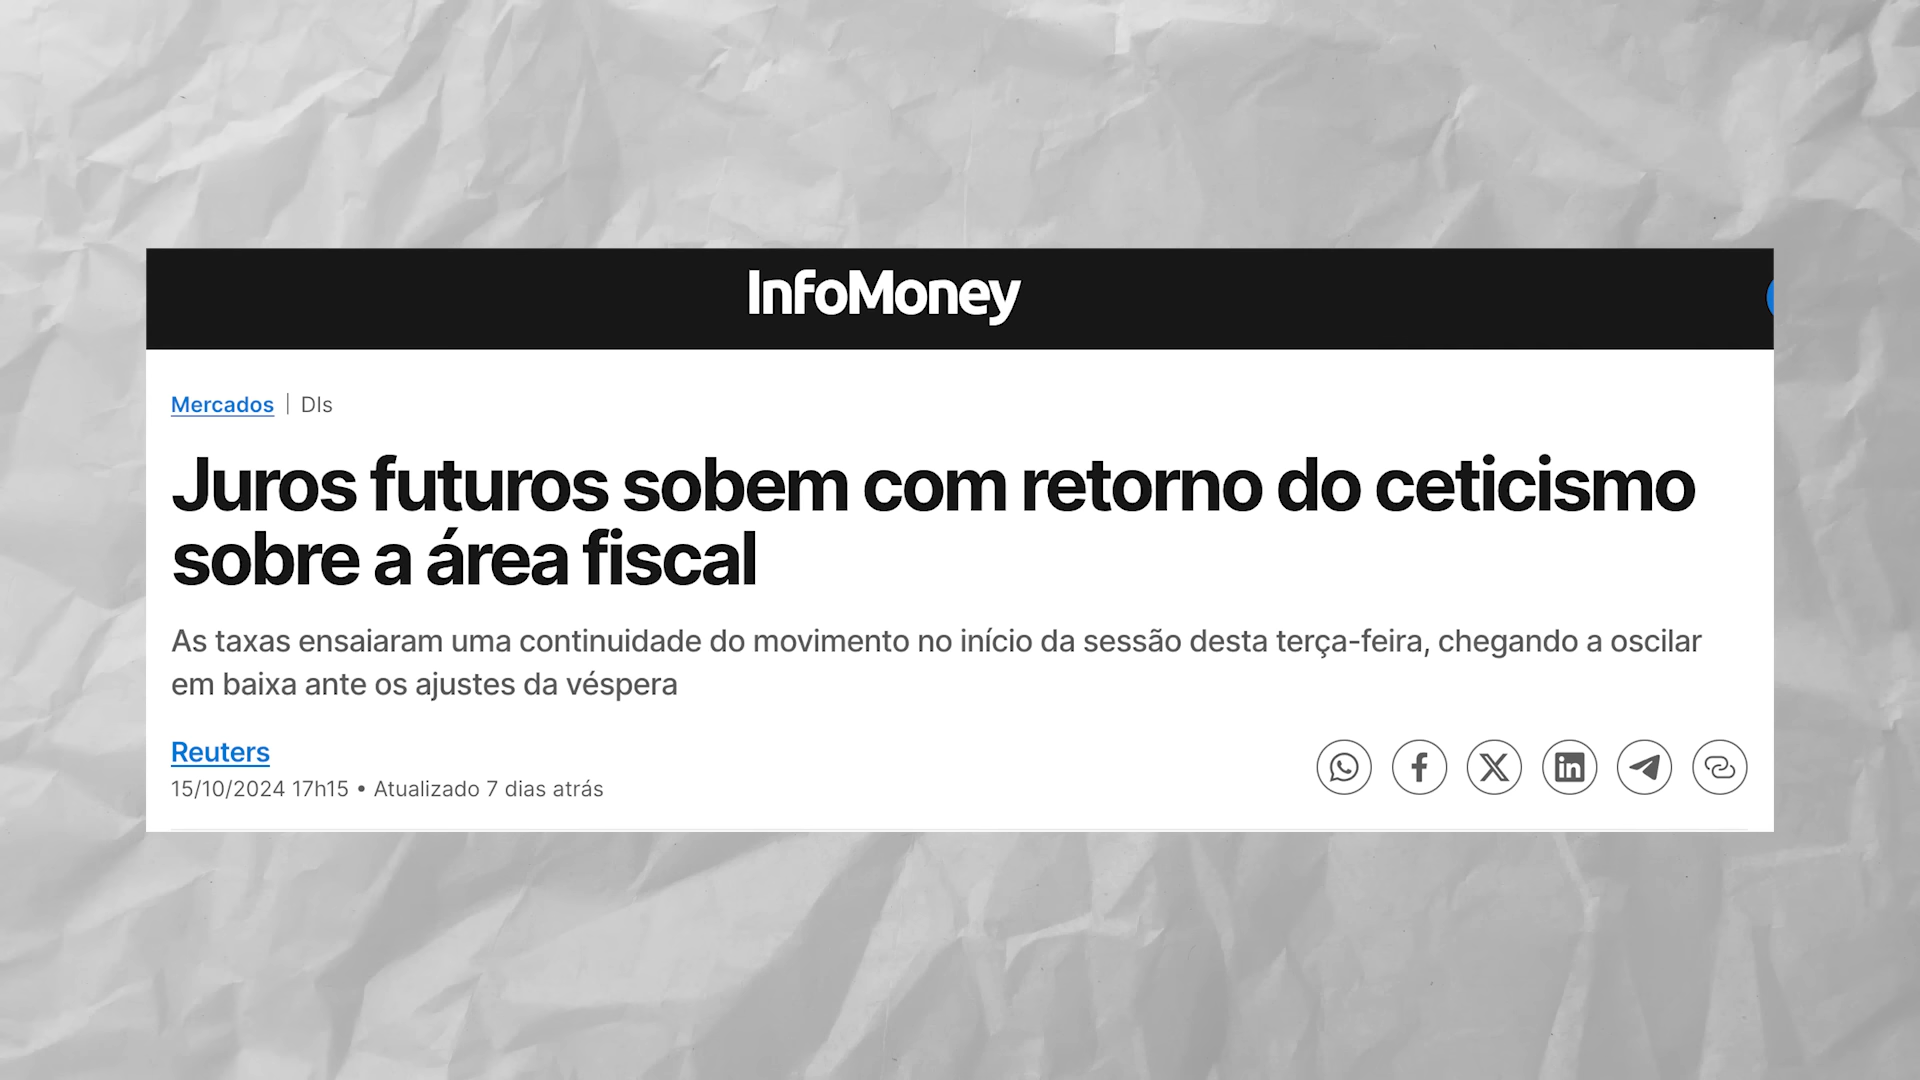 InfoMoney
Mercados | DIs
Juros futuros sobem com retorno do ceticismo
sobre a área fiscal
As taxas ensaiaram uma continuidade do movimento no início da sessão desta terça-feira, chegando a oscilar
em baixa ante os ajustes da véspera
Reuters
15/10/2024 17h15 • Atualizado 7 dias atrás